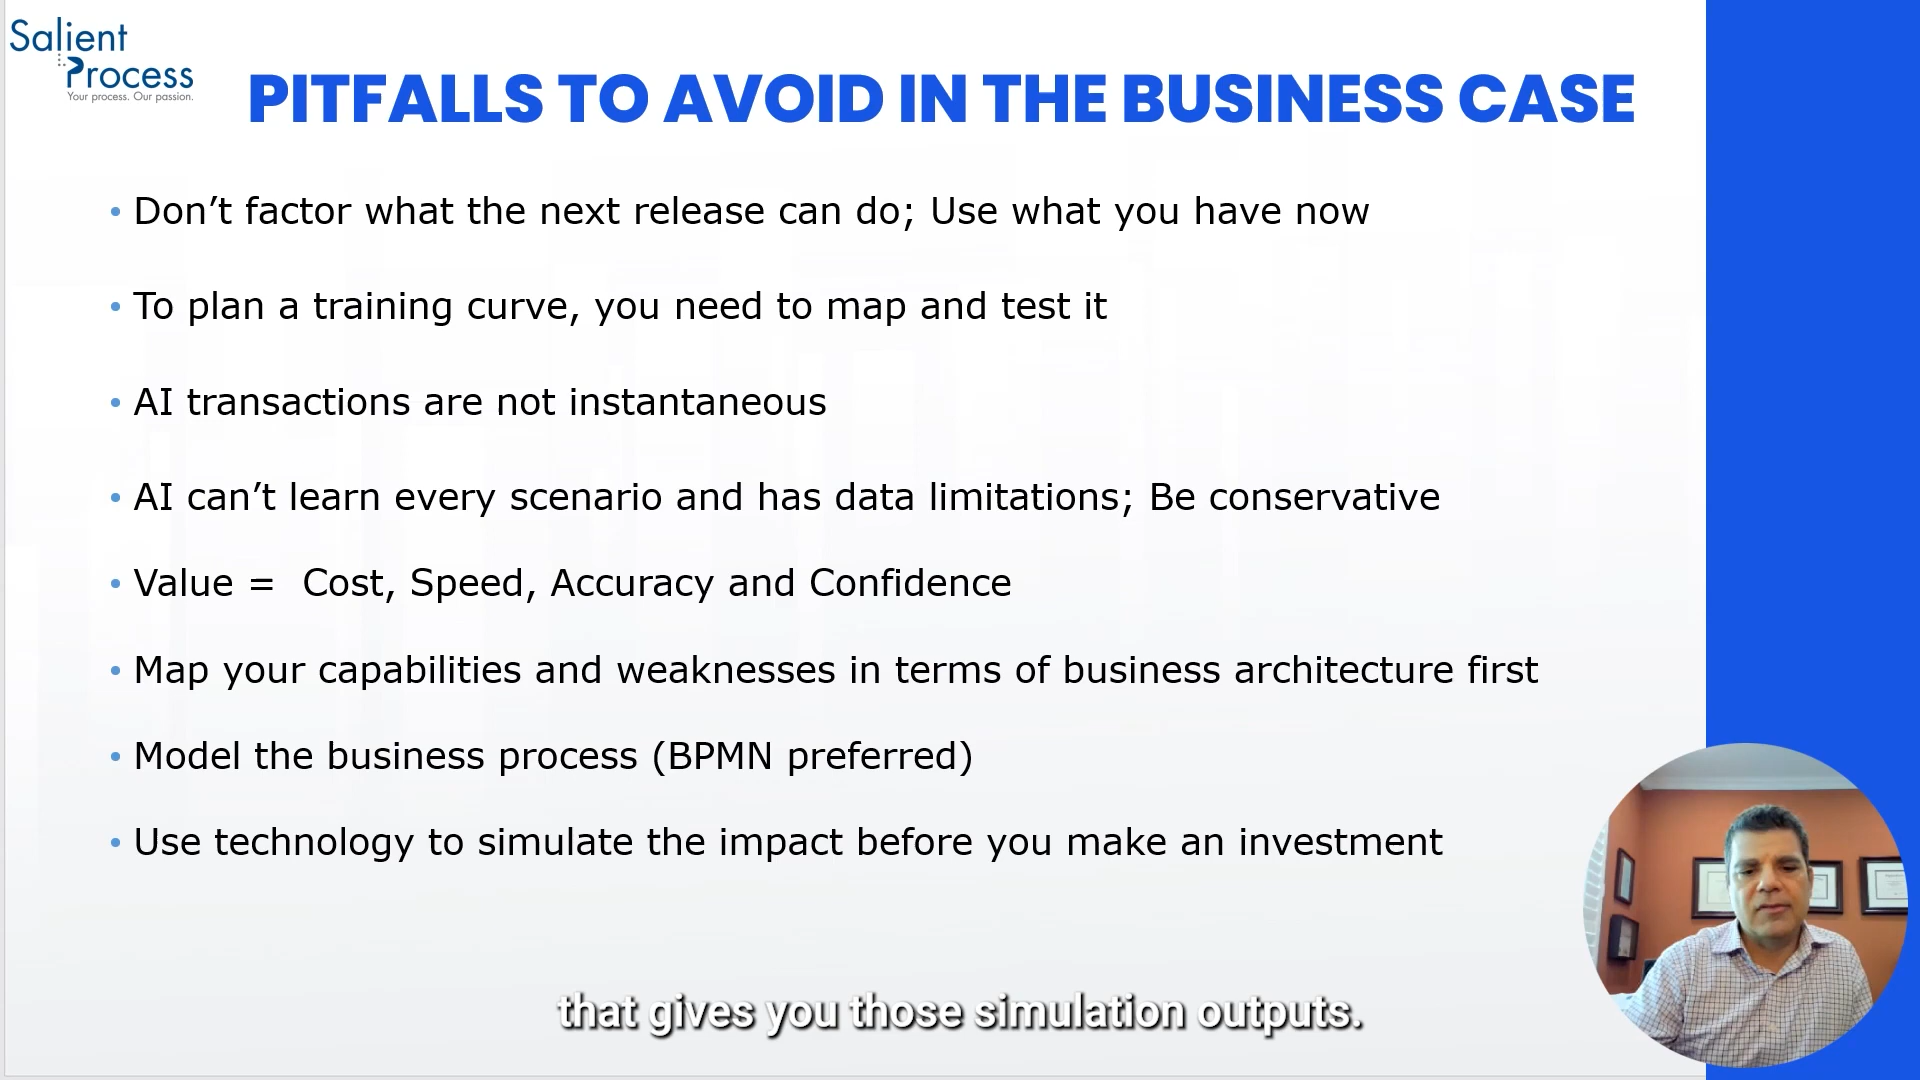 Salient
Process
Your process. Our passion.
PITFALLS TO AVOID IN THE BUSINESS CASE
• Don’t factor what the next release can do; Use what you have now
• To plan a training curve, you need to map and test it
• AI transactions are not instantaneous
• AI can’t learn every scenario and has data limitations; Be conservative
• Value =  Cost, Speed, Accuracy and Confidence
• Map your capabilities and weaknesses in terms of business architecture first
• Model the business process (BPMN preferred)
• Use technology to simulate the impact before you make an investment
that gives you those simulation outputs.